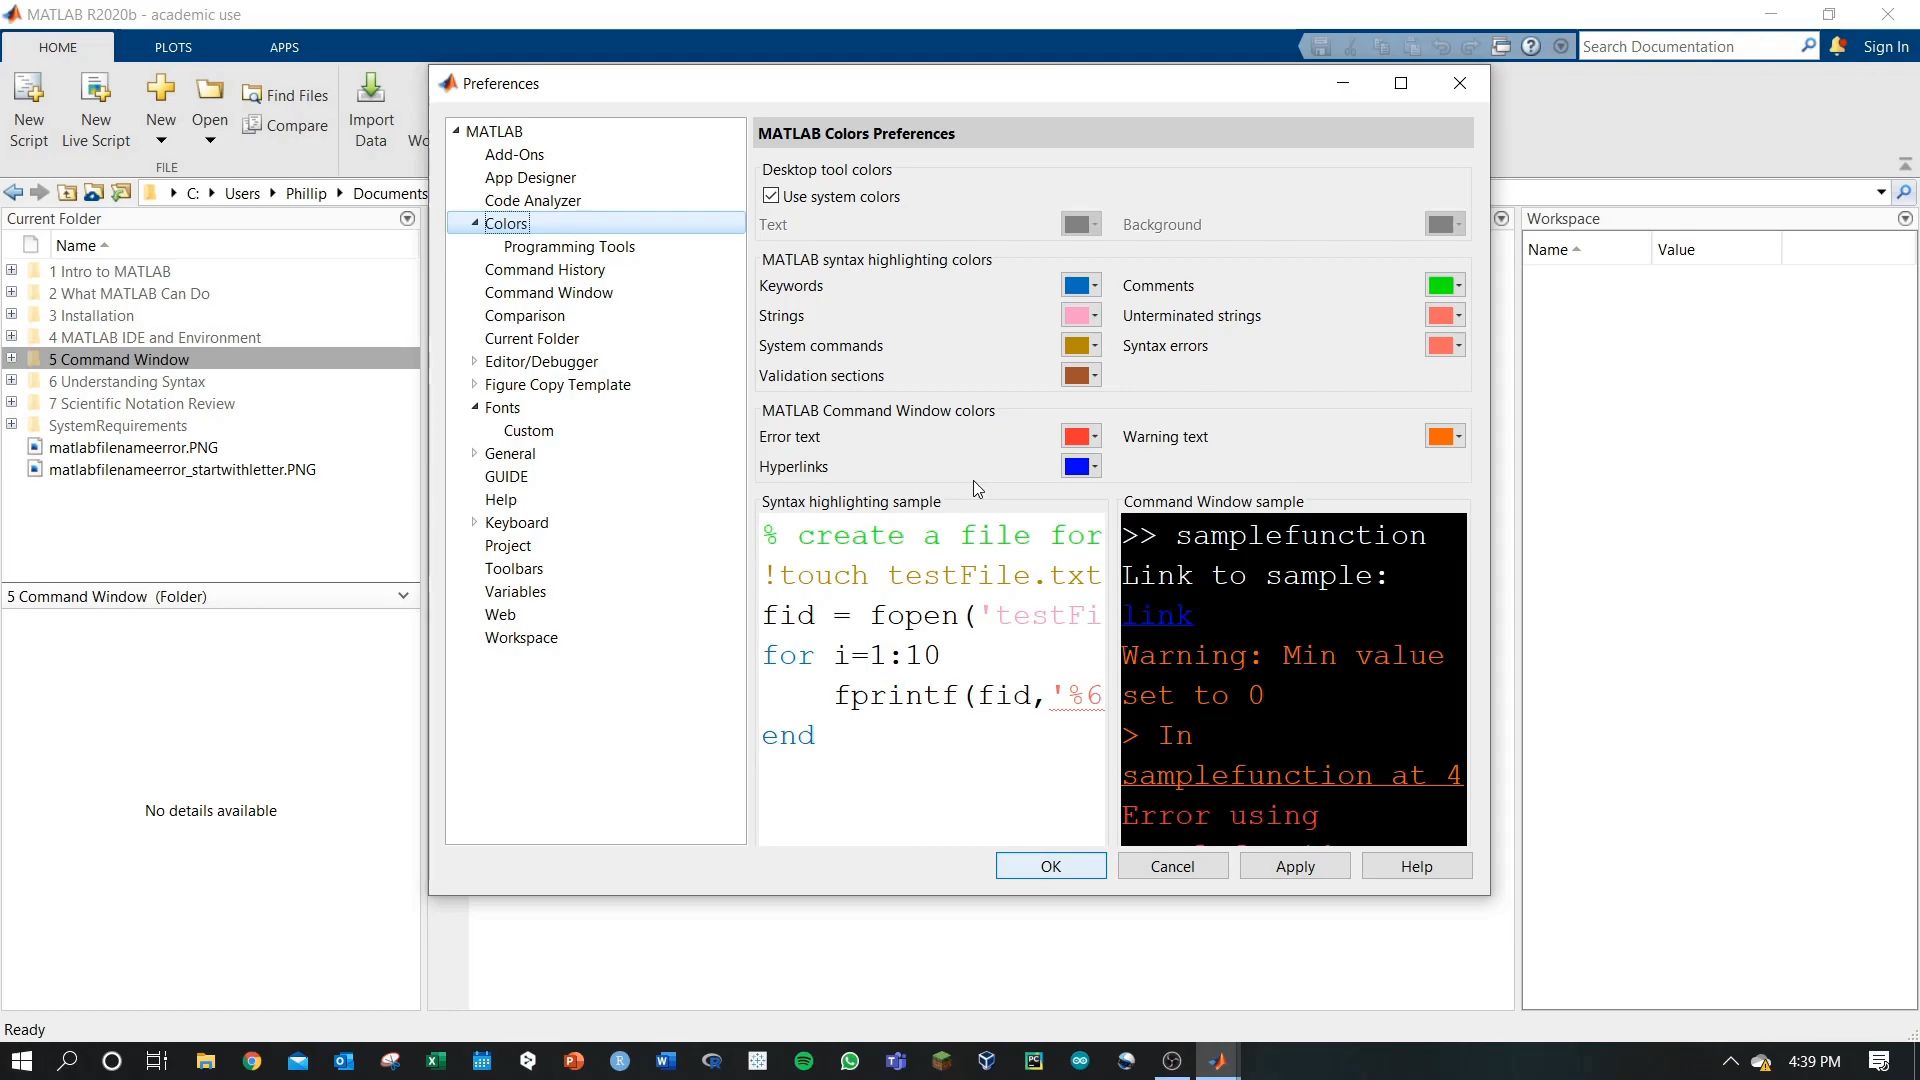 MATLAB R2020b - academic use
HOME
PLOTS
APPS
Search Documentation
Sign In
New Script
New Live Script
New
Open
Find Files
Compare
Import Data
Wo
FILE
C: Users Phillip Documents
Current Folder
Name
1 Intro to MATLAB
2 What MATLAB Can Do
3 Installation
4 MATLAB IDE and Environment
5 Command Window
6 Understanding Syntax
7 Scientific Notation Review
SystemRequirements
matlabfilenameerror.PNG
matlabfilenameerror_startwithletter.PNG
5 Command Window (Folder)
No details available
Ready
Preferences
MATLAB
Add-Ons
App Designer
Code Analyzer
Colors
Programming Tools
Command History
Command Window
Comparison
Current Folder
Editor/Debugger
Figure Copy Template
Fonts
Custom
General
GUIDE
Help
Keyboard
Project
Toolbars
Variables
Web
Workspace
MATLAB Colors Preferences
Desktop tool colors
Use system colors
Text
Background
MATLAB syntax highlighting colors
Keywords
Comments
Strings
Unterminated strings
System commands
Syntax errors
Validation sections
MATLAB Command Window colors
Error text
Warning text
Hyperlinks
Syntax highlighting sample
% create a file for
!touch testFile.txt
fid = fopen('testFi
for i=1:10
fprintf(fid,'%6
end
Command Window sample
>> samplefunction
Link to sample:
link
Warning: Min value
set to 0
> In
samplefunction at 4
Error using
OK
Cancel
Apply
Help
Workspace
Name
Value
4:39 PM